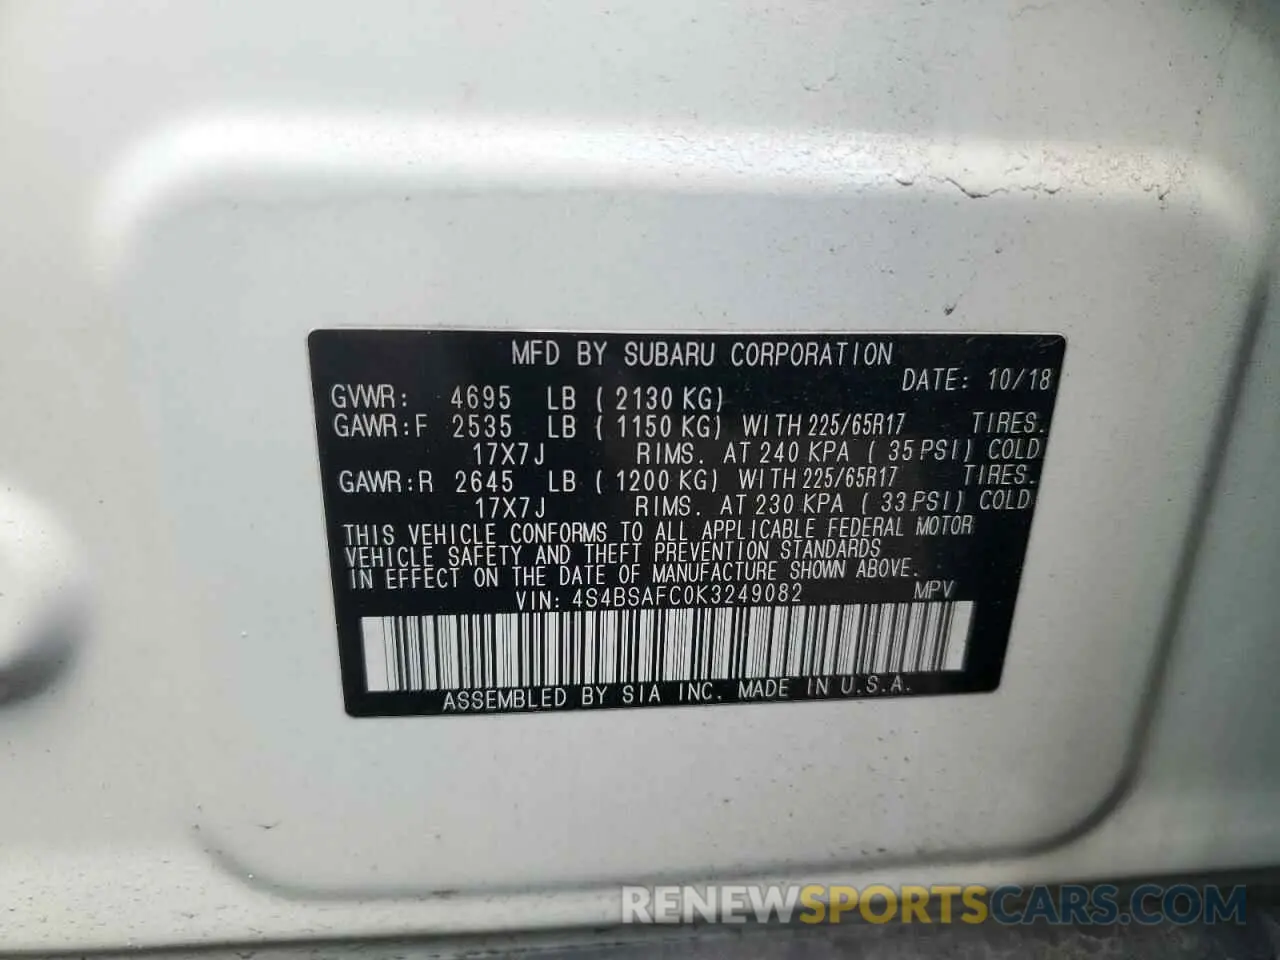 MFD BY SUBARU CORPORATION
DATE: 10/18
GVWR: 4695 LB ( 2130 KG)
GAWR:F 2535 LB ( 1150 KG) WITH 225/65R17 TIRES.
17X7J RIMS. AT 240 KPA ( 35 PSI) COLD
GAWR:R 2645 LB ( 1200 KG) WITH 225/65R17 TIRES.
17X7J RIMS. AT 230 KPA ( 33 PSI) COLD
THIS VEHICLE CONFORMS TO ALL APPLICABLE FEDERAL MOTOR
VEHICLE SAFETY AND THEFT PREVENTION STANDARDS
IN EFFECT ON THE DATE OF MANUFACTURE SHOWN ABOVE.
VIN: 4S4BSAFC0K3249082 MPV
ASSEMBLED BY SIA INC. MADE IN U.S.A.
RENEWSPORTSCARS.COM